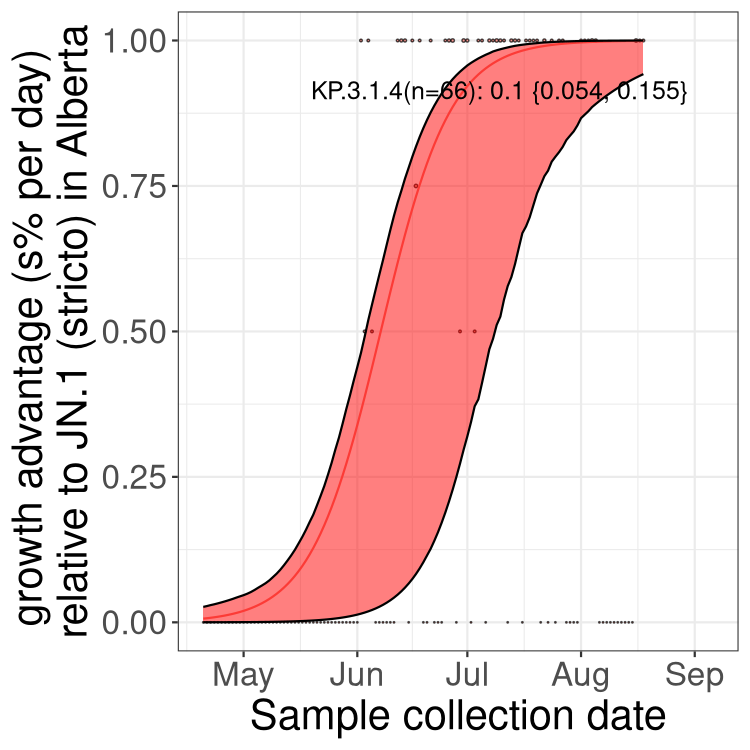 growth advantage (s% per day)
relative to JN.1 (stricto) in Alberta
1.00
0.75
0.50
0.25
0.00
KP.3.1.4(n=66): 0.1 {0.054, 0.155}
May Jun Jul Aug Sep
Sample collection date